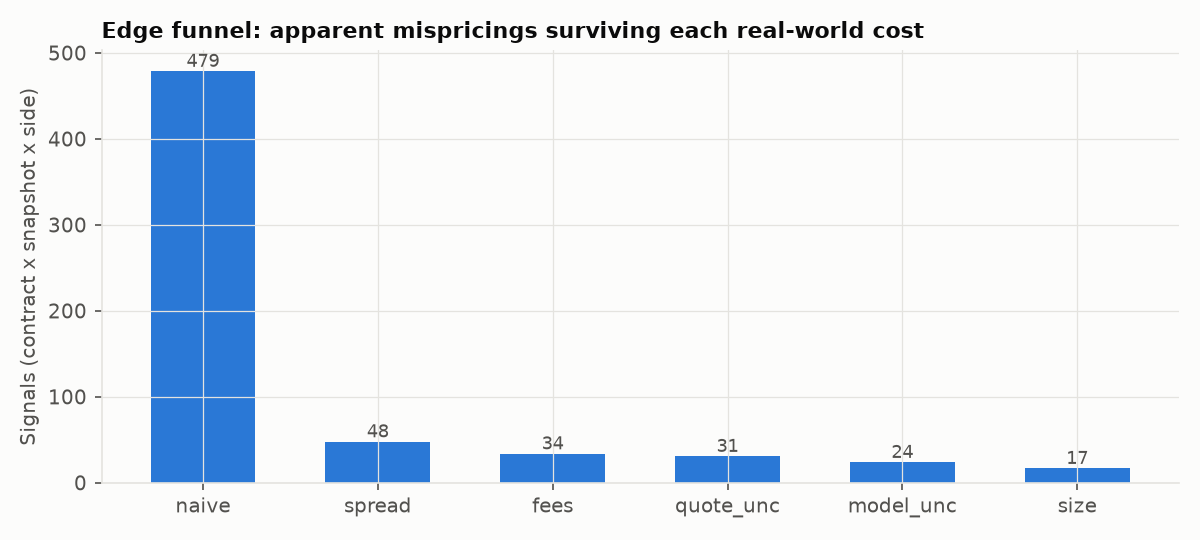 Edge funnel: apparent mispricings surviving each real-world cost
Signals (contract x snapshot x side)
500
400
300
200
100
0
479
48
34
31
24
17
naive
spread
fees
quote_unc
model_unc
size